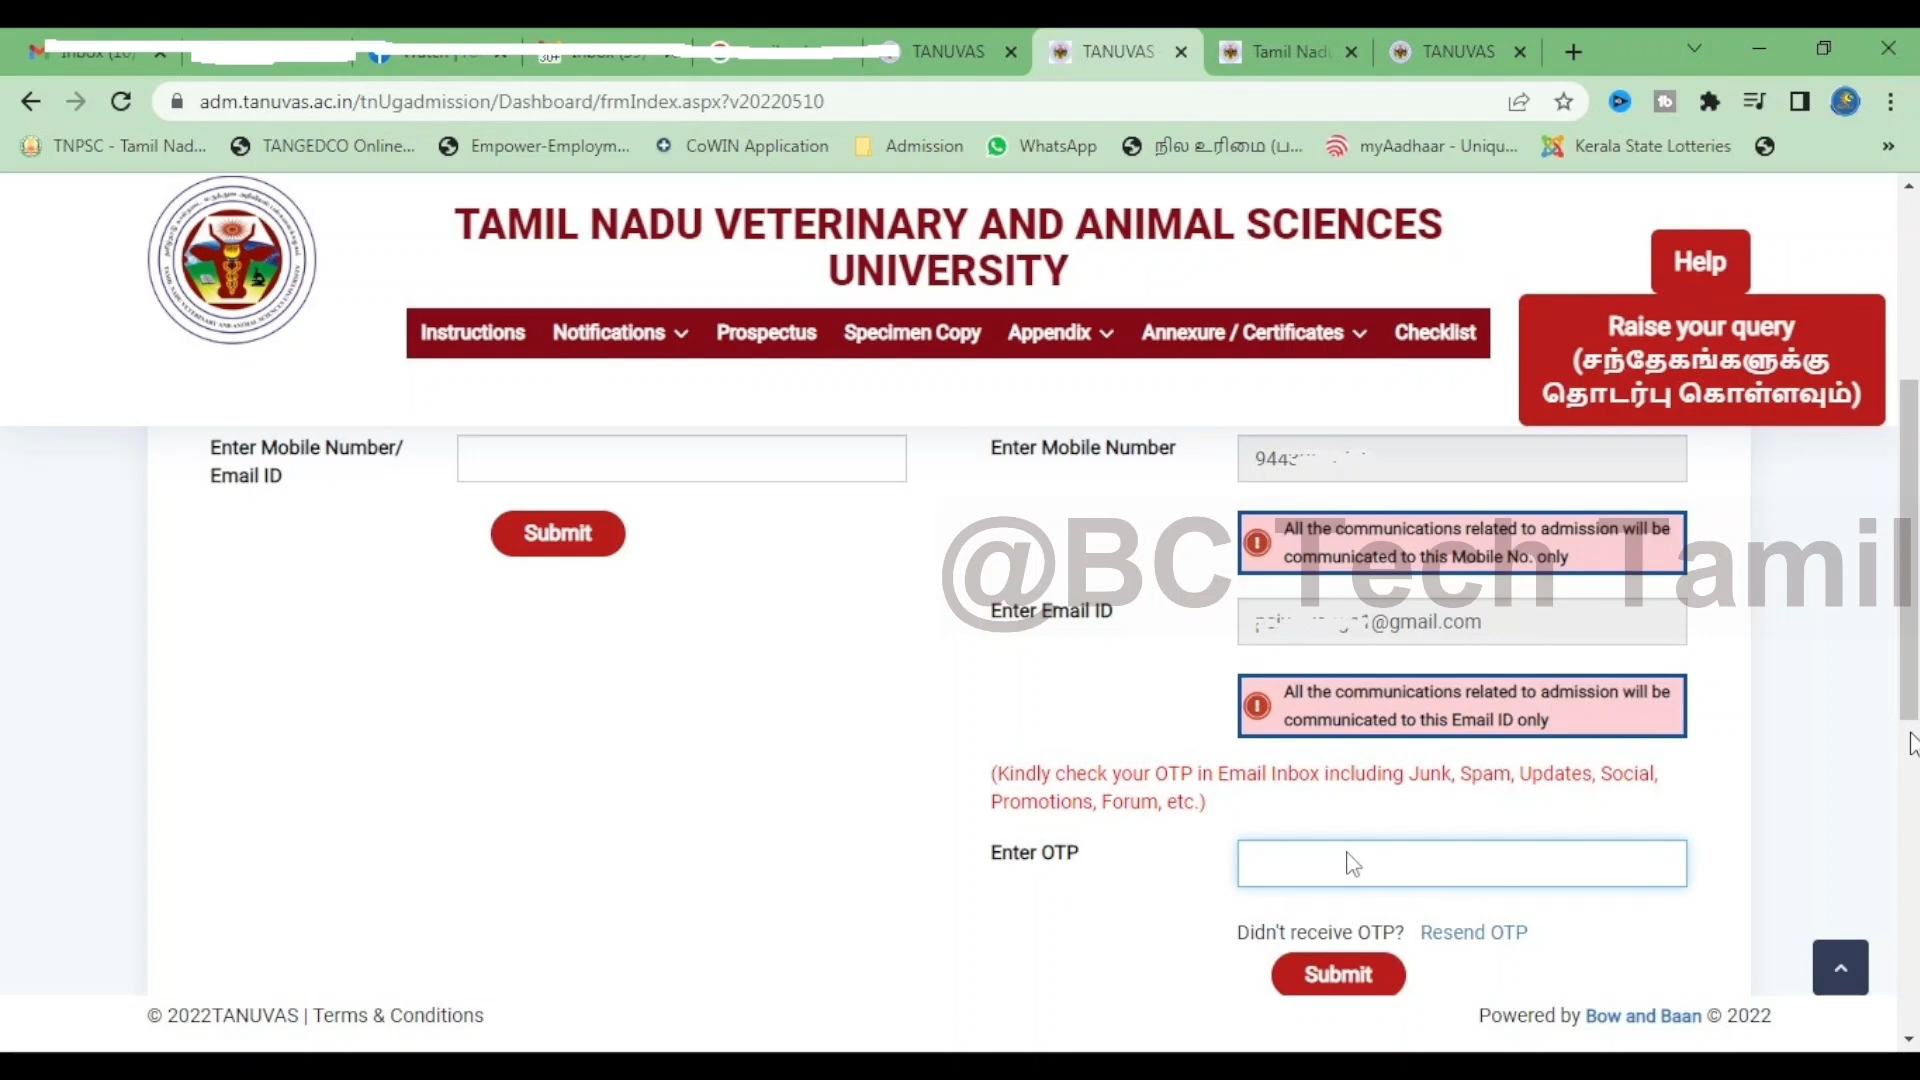 TANUVAS
TANUVAS
Tamil Nad
TANUVAS
adm.tanuvas.ac.in/tnUgadmission/Dashboard/frmIndex.aspx?v20220510
TNPSC - Tamil Nad...
TANGEDCO Online...
Empower-Employm...
CoWIN Application
Admission
WhatsApp
நில உரிமை (ப...
myAadhaar - Uniqu...
Kerala State Lotteries
»
TAMIL NADU VETERINARY AND ANIMAL SCIENCES
UNIVERSITY
Help
Instructions
Notifications
Prospectus
Specimen Copy
Appendix
Annexure / Certificates
Checklist
Raise your query
(சந்தேகங்களுக்கு
தொடர்பு கொள்ளவும்)
Enter Mobile Number/
Email ID
Submit
Enter Mobile Number
All the communications related to admission will be
communicated to this Mobile No. only
@BC Tech Tamil
Enter Email ID
@gmail.com
All the communications related to admission will be
communicated to this Email ID only
(Kindly check your OTP in Email Inbox including Junk, Spam, Updates, Social,
Promotions, Forum, etc.)
Enter OTP
Didn't receive OTP? Resend OTP
Submit
© 2022TANUVAS | Terms & Conditions
Powered by Bow and Baan © 2022